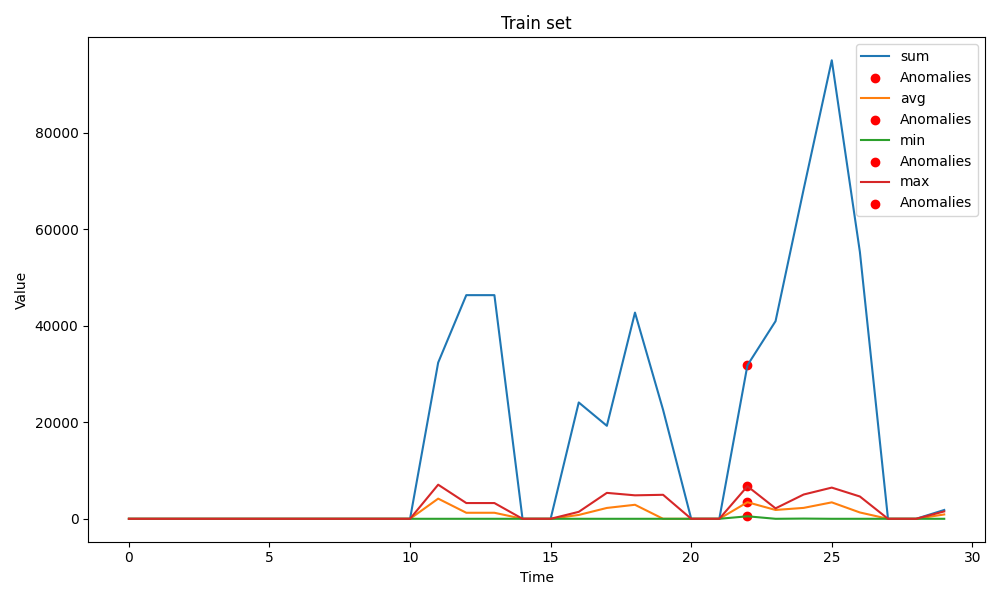 Train set
sum
Anomalies
avg
Anomalies
min
Anomalies
max
Anomalies
Value
80000
60000
40000
20000
0
0 5 10 15 20 25 30
Time